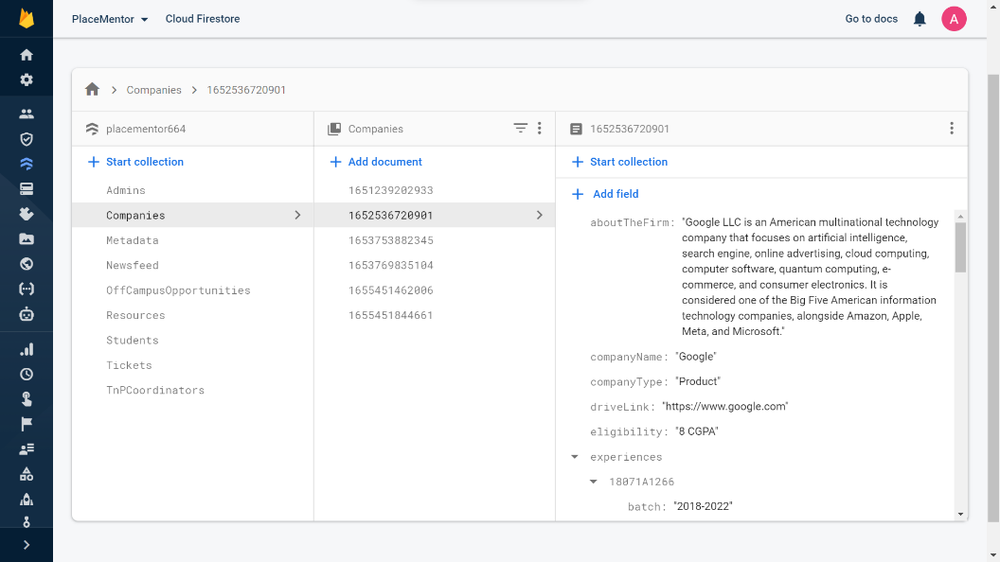 PlaceMentor
Cloud Firestore
Go to docs
A
Companies
1652536720901
placementor664
Companies
1652536720901
Start collection
Add document
Start collection
Admins
Companies
Metadata
Newsfeed
OffCampusOpportunities
Resources
Students
Tickets
TnPCoordinators
1651239202933
1652536720901
1653753882345
1653769835104
1655451462006
1655451844661
Add field
aboutTheFirm: "Google LLC is an American multinational technology
company that focuses on artificial intelligence,
search engine, online advertising, cloud computing,
computer software, quantum computing, e-
commerce, and consumer electronics. It is
considered one of the Big Five American information
technology companies, alongside Amazon, Apple,
Meta, and Microsoft."
companyName: "Google"
companyType: "Product"
driveLink: "https://www.google.com"
eligibility: "8 CGPA"
experiences
18071A1266
batch: "2018-2022"